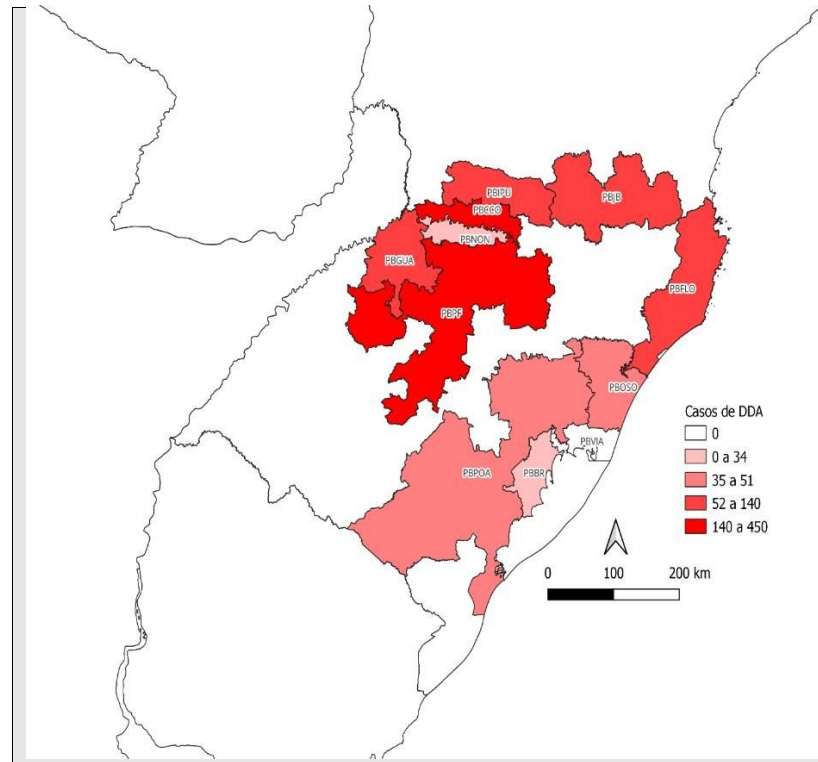 PBIPU
PBJB
PBCCO
PBNON
PBGUA
PBFLO
PBPF
PBOSO
PBVIA
PBPOA
PBBR
Casos de DDA
0
0 a 34
35 a 51
52 a 140
140 a 450
0 100 200 km